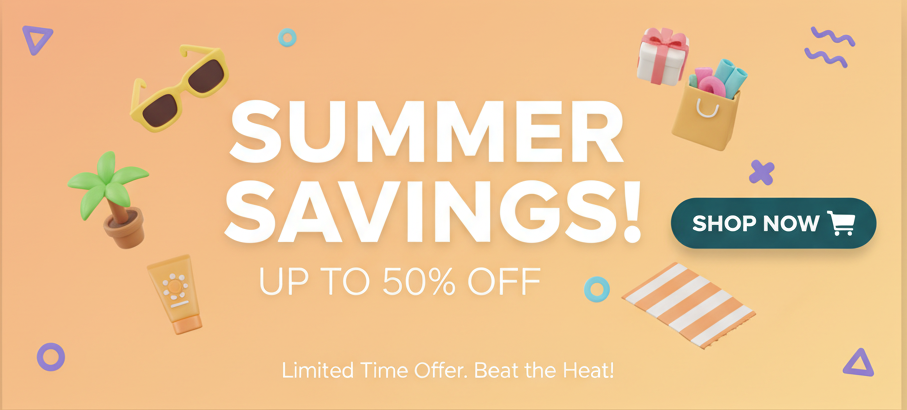 SUMMER
SAVINGS!
UP TO 50% OFF
SHOP NOW
Limited Time Offer. Beat the Heat!